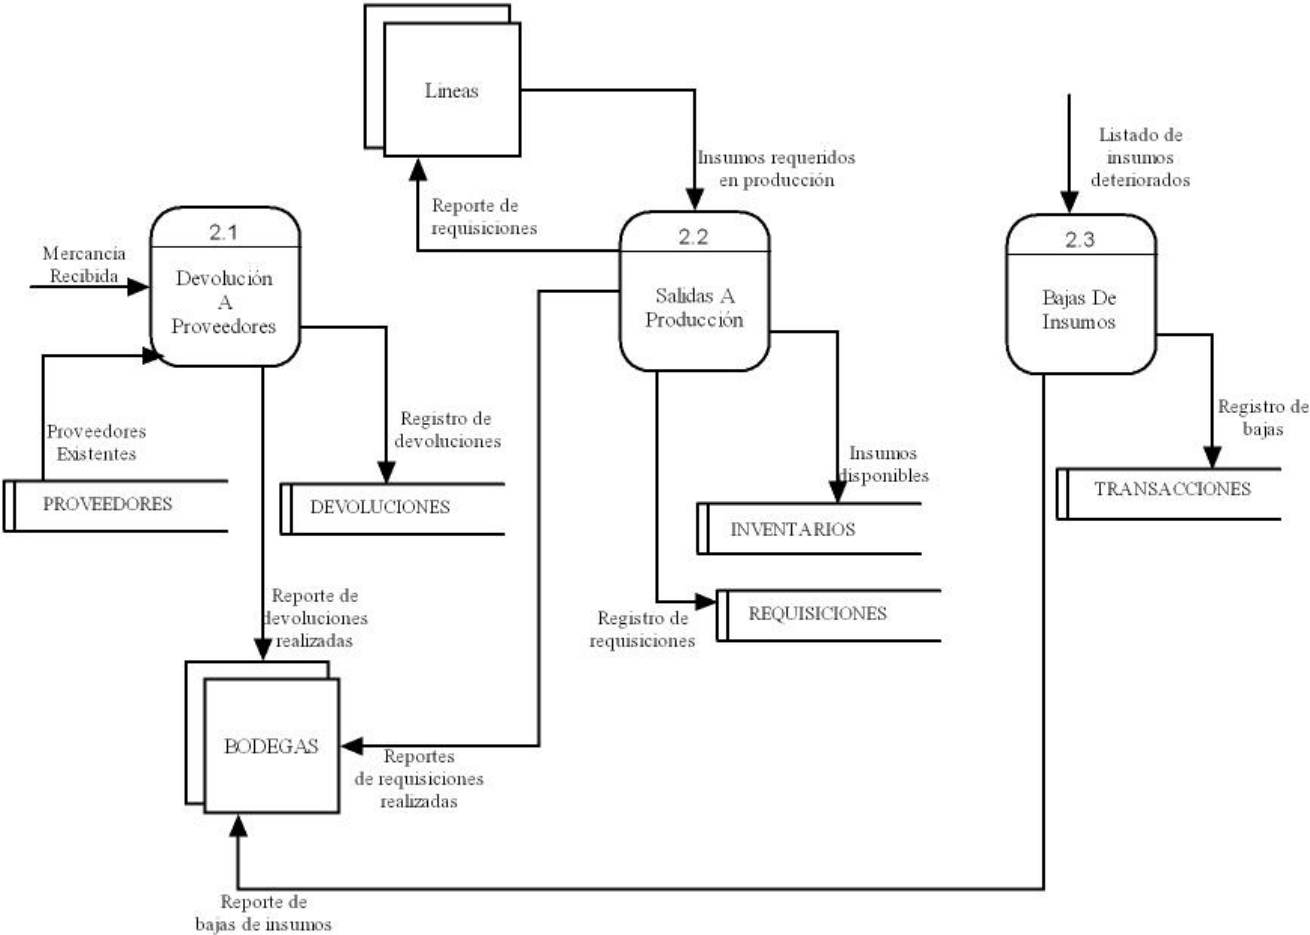 Lineas
Insumos requeridos
en producción
Listado de
insumos
deteriorados
Reporte de
requisiciones
2.1
Devolución
A
Proveedores
Mercancía
Recibida
2.2
Salidas A
Producción
2.3
Bajas De
Insumos
Proveedores
Existentes
Registro de
devoluciones
Insumos
disponibles
Registro de
bajas
PROVEEDORES
DEVOLUCIONES
INVENTARIOS
TRANSACCIONES
Reporte de
devoluciones
realizadas
Registro de
requisiciones
REQUISICIONES
BODEGAS
Reportes
de requisiciones
realizadas
Reporte de
bajas de insumos